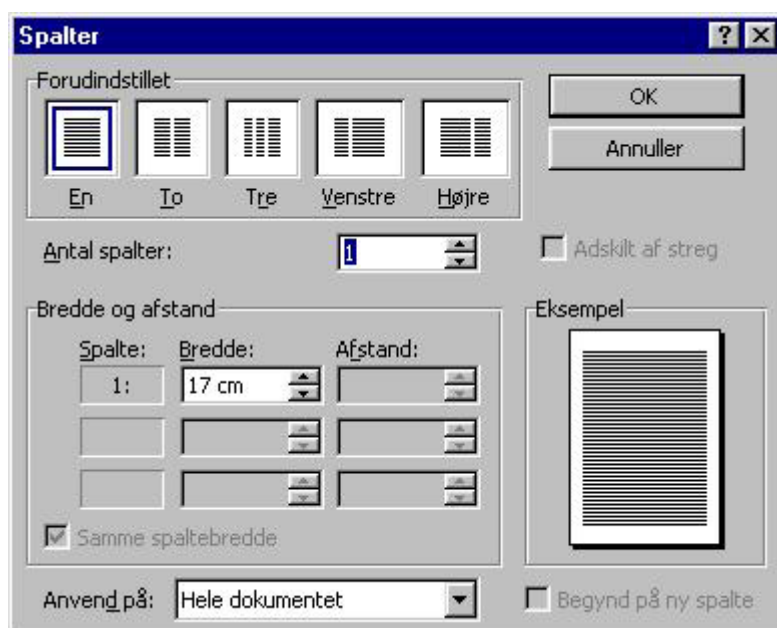 Spalter
Forudindstillet
En To Tre Venstre Højre
OK
Annuller
Antal spalter: 1
Adskilt af streg
Bredde og afstand
Spalte: Bredde: Afstand:
1: 17 cm
Samme spaltebredde
Eksempel
Anvend på: Hele dokumentet
Begynd på ny spalte